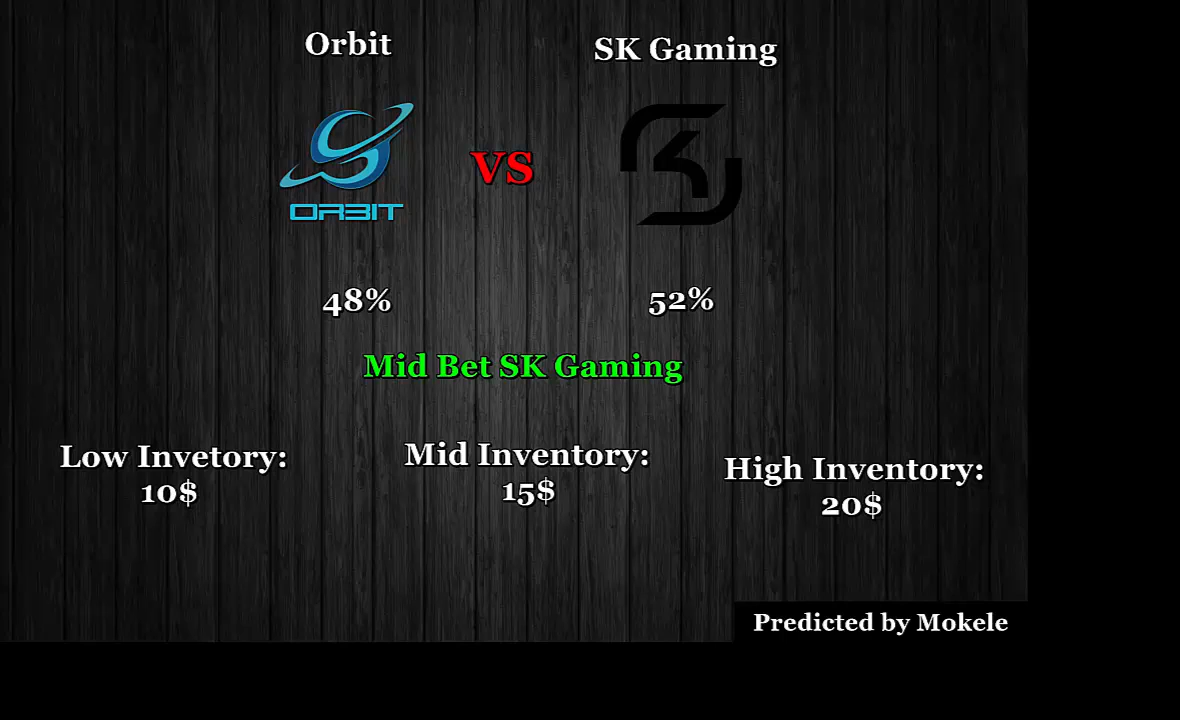 Orbit
SK Gaming
VS
ORBIT
48%
52%
Mid Bet SK Gaming
Low Invetory:
10$
Mid Inventory:
15$
High Inventory:
20$
Predicted by Mokele